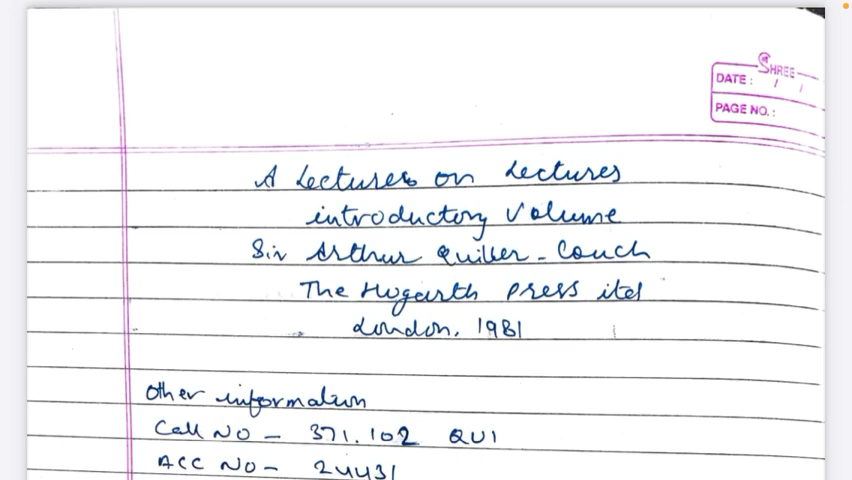 SHREE
DATE: / /
PAGE NO.:
A Lectures on Lectures
introductory Volume
Sir Arthur Quiller-Couch
The Hogarth press ltd
London. 1981
Other information
Call No - 371.102 QUI
ACC No - 24431